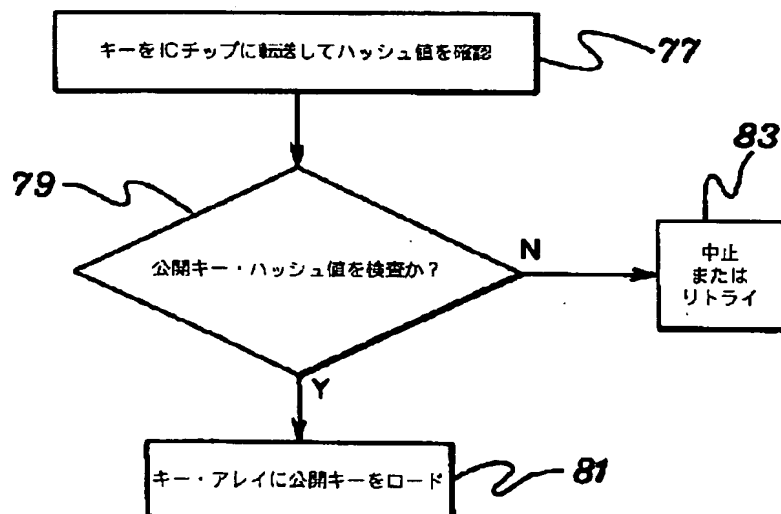 キーをICチップに転送してハッシュ値を確認
77
79
公開キー・ハッシュ値を検査か？
N
83
中止
または
リトライ
Y
キー・アレイに公開キーをロード
81